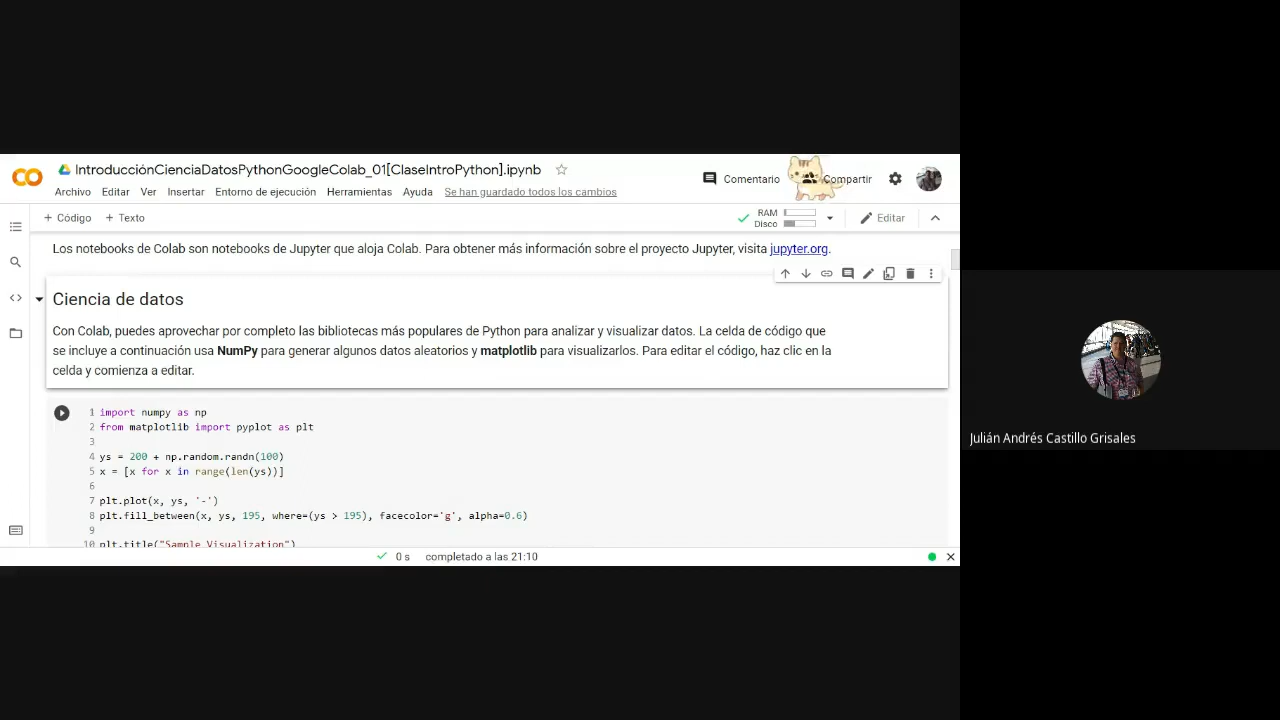 IntroducciónCienciaDatosPythonGoogleColab_01[ClaseIntroPython].ipynb
Archivo Editar Ver Insertar Entorno de ejecución Herramientas Ayuda Se han guardado todos los cambios
Comentario Compartir
+ Código + Texto
RAM
Disco
Editar
Los notebooks de Colab son notebooks de Jupyter que aloja Colab. Para obtener más información sobre el proyecto Jupyter, visita jupyter.org.
Ciencia de datos
Con Colab, puedes aprovechar por completo las bibliotecas más populares de Python para analizar y visualizar datos. La celda de código que
se incluye a continuación usa NumPy para generar algunos datos aleatorios y matplotlib para visualizarlos. Para editar el código, haz clic en la
celda y comienza a editar.
1 import numpy as np
2 from matplotlib import pyplot as plt
3
4 ys = 200 + np.random.randn(100)
5 x = [x for x in range(len(ys))]
6
7 plt.plot(x, ys, '-')
8 plt.fill_between(x, ys, 195, where=(ys > 195), facecolor='g', alpha=0.6)
9
10 plt.title("Sample Visualization")
0 s completado a las 21:10
Julián Andrés Castillo Grisales